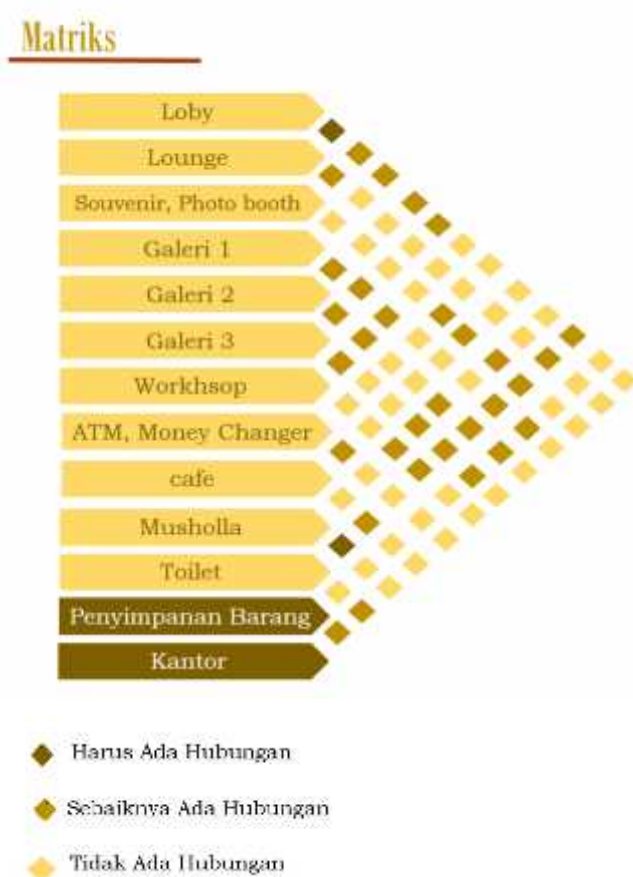 Matriks
Loby
Lounge
Souvenir, Photo booth
Galeri 1
Galeri 2
Galeri 3
Workhsop
ATM, Money Changer
cafe
Musholla
Toilet
Penyimpanan Barang
Kantor
Harus Ada Hubungan
Sebaiknya Ada Hubungan
Tidak Ada Hubungan